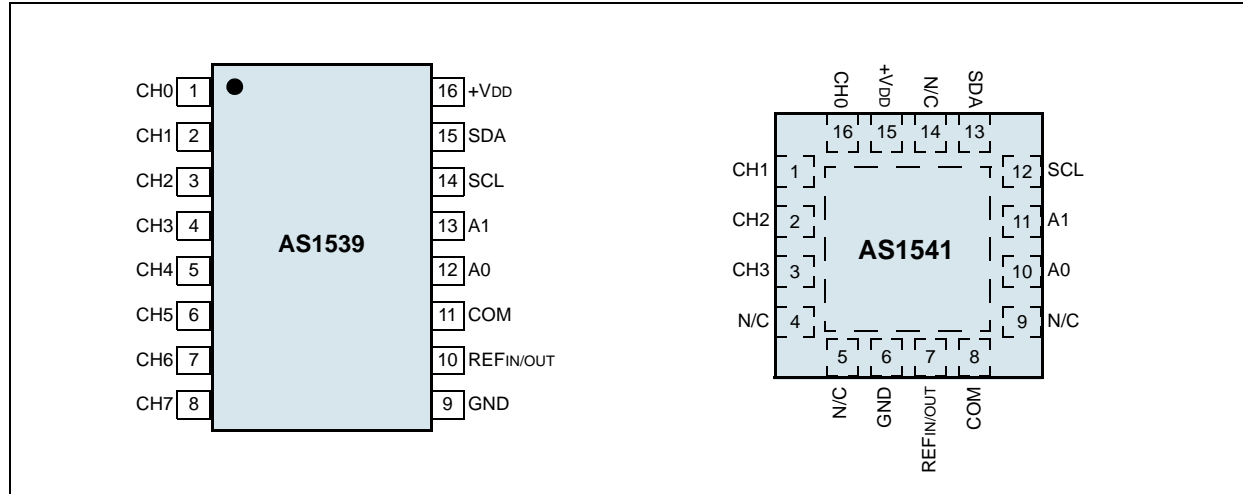 CH0 1 16 +VDD
CH1 2 15 SDA
CH2 3 14 SCL
CH3 4 13 A1
AS1539
CH4 5 12 A0
CH5 6 11 COM
CH6 7 10 REFIN/OUT
CH7 8 9 GND
CH0 +VDD N/C SDA
16 15 14 13
CH1 1 12 SCL
CH2 2 11 A1
AS1541
CH3 3 10 A0
N/C 4 9 N/C
5 6 7 8
N/C GND REFIN/OUT COM